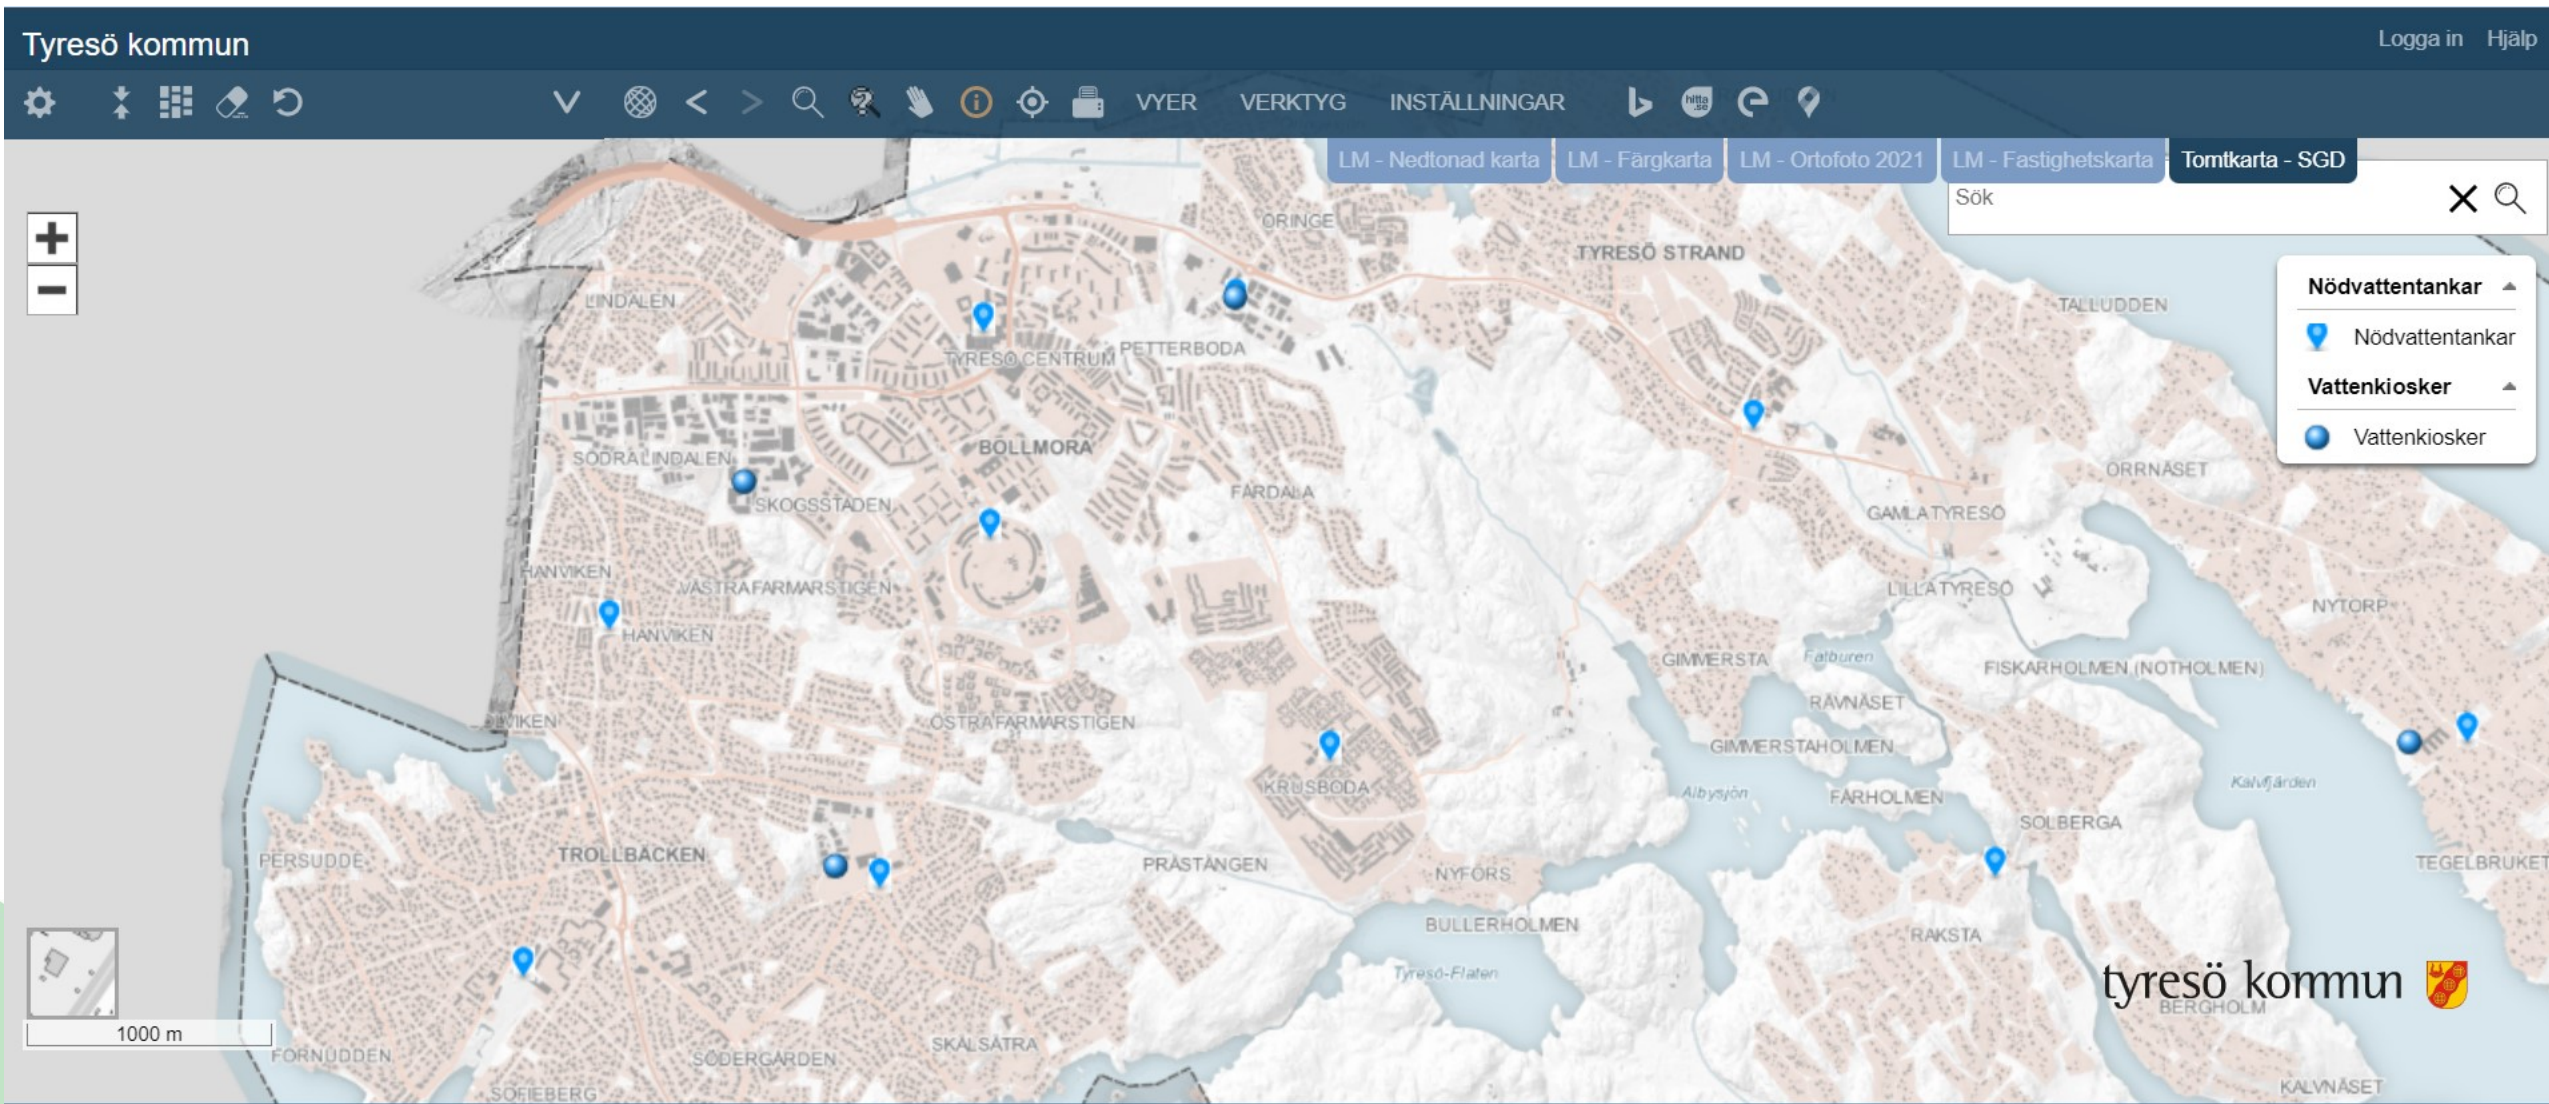 Tyresö kommun
Logga in Hjälp
VYER VERKTYG INSTÄLLNINGAR
hitta .se
LM - Nedtonad karta LM - Färgkarta LM - Ortofoto 2021 LM - Fastighetskarta Tomtkarta - SGD
Sök
ÖRINGE
TYRESÖ STRAND
Nödvattentankar
LINDALEN
TALLUDDEN
Nödvattentankar
TYRESÖ CENTRUM
PETTERBODA
Vattenkiosker
Vattenkiosker
BOLLMORA
SÖDRA LINDALEN
ORRNÄSET
FÅRDALA
SKOGSSTADEN
GAMLA TYRESÖ
HANVIKEN
VÄSTRA FARMARSTIGEN
LILLA TYRESÖ
NYTORP
HANVIKEN
GIMMERSTA
Fatburen
FISKARHOLMEN (NOTHOLMEN)
RÄVNÄSET
ÖSTRA FARMARSTIGEN
GIMMERSTAHOLMEN
Kalvfjärden
KRUSBODA
Albysjön
FÅRHOLMEN
SOLBERGA
TROLLBÄCKEN
PERSUDDE
PRÄSTÄNGEN
TEGELBRUKET
NYFORS
BULLERHOLMEN
RAKSTA
Tyresö-Flaten
tyresö kommun
BERGHOLM
1000 m
SKÄLSÄTRA
FORNUDDEN
SÖDERGÅRDEN
KALVNÄSET
SOFIEBERG